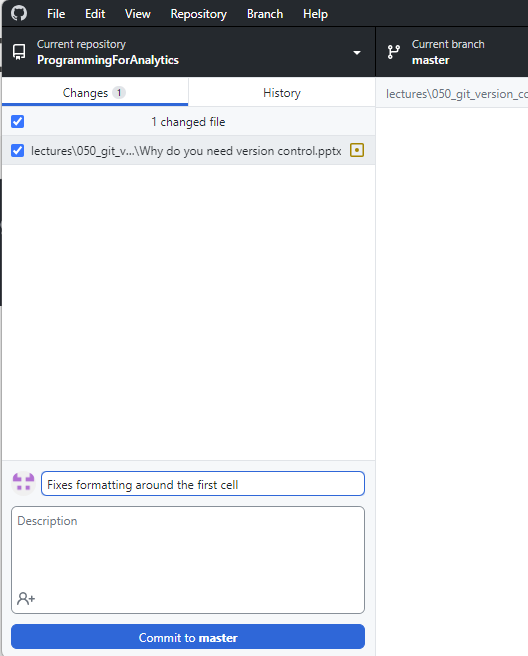 File Edit View Repository Branch Help
Current repository
ProgrammingForAnalytics
Current branch
master
Changes 1
History
lectures\050_git_version_co
1 changed file
lectures\050_git_v...\Why do you need version control.pptx
Fixes formatting around the first cell
Description
Commit to master